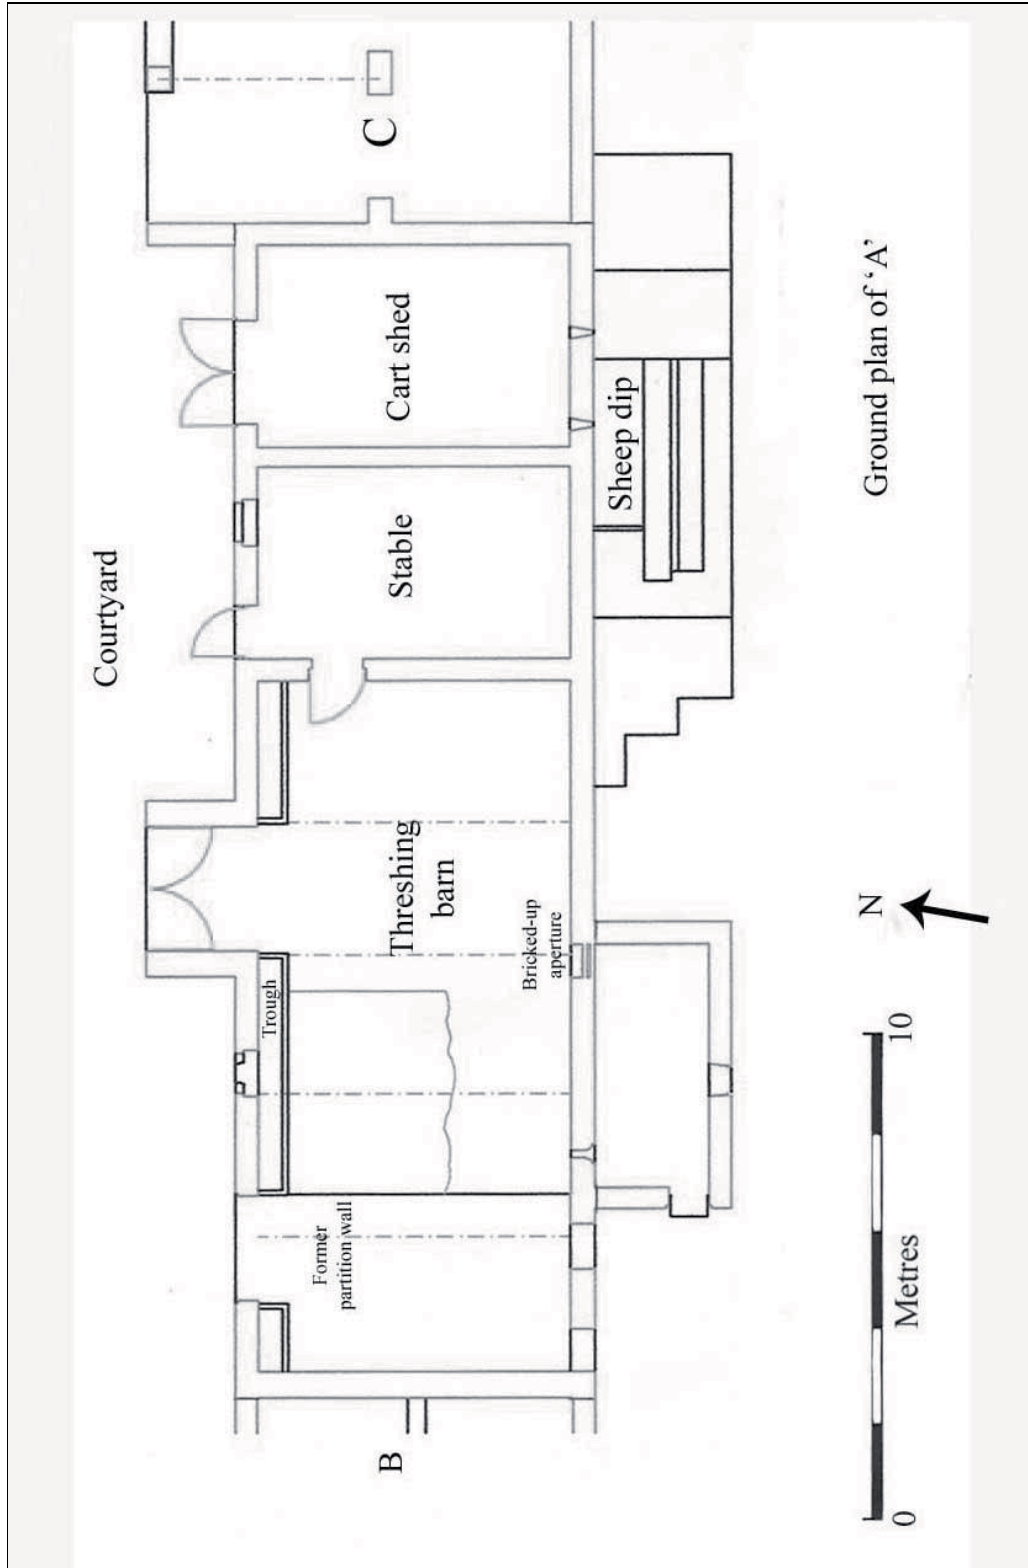 Courtyard
C
Cart shed
Stable
Threshing
barn
Trough
Bricked-up
aperture
Former
partition wall
B
Sheep dip
Ground plan of ‘A’
N
0
10
Metres